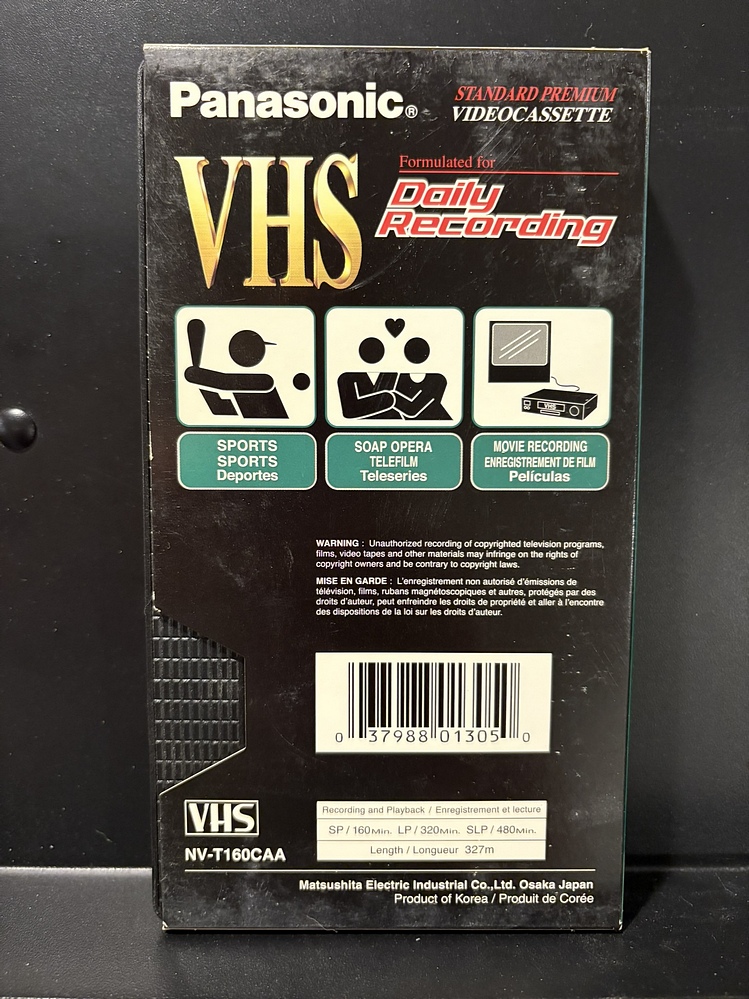 Panasonic®
STANDARD PREMIUM
VIDEOCASSETTE
VHS
Formulated for
Daily
Recording
VHS
SPORTS
SPORTS
Deportes
SOAP OPERA
TELEFILM
Teleseries
MOVIE RECORDING
ENREGISTREMENT DE FILM
Películas
WARNING : Unauthorized recording of copyrighted television programs,
films, video tapes and other materials may infringe on the rights of
copyright owners and be contrary to copyright laws.
MISE EN GARDE : L'enregistrement non autorisé d'émissions de
télévision, films, rubans magnétoscopiques et autres, protégés par des
droits d'auteur, peut enfreindre les droits de propriété et aller à l'encontre
des dispositions de la loi sur les droits d'auteur.
0 37988 01305 0
VHS
NV-T160CAA
Recording and Playback / Enregistrement et lecture
SP / 160Min. LP / 320Min. SLP / 480Min.
Length / Longueur 327m
Matsushita Electric Industrial Co.,Ltd. Osaka Japan
Product of Korea / Produit de Corée